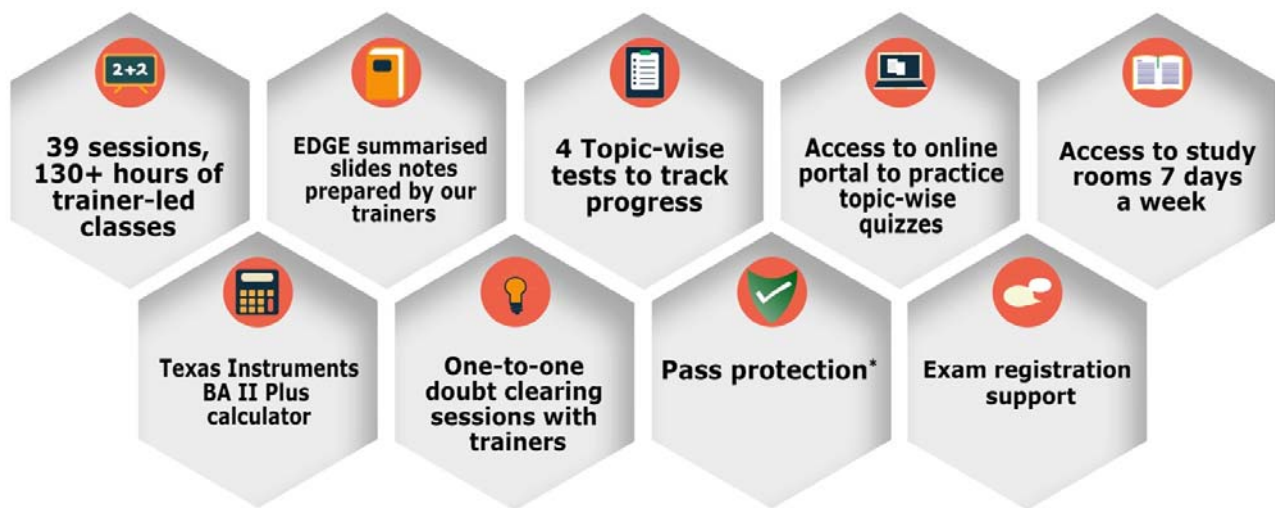 2+2
39 sessions,
130+ hours of
trainer-led
classes
EDGE summarised
slides notes
prepared by our
trainers
4 Topic-wise
tests to track
progress
Access to online
portal to practice
topic-wise
quizzes
Access to study
rooms 7 days
a week
Texas Instruments
BA II Plus
calculator
One-to-one
doubt clearing
sessions with
trainers
Pass protection*
Exam registration
support